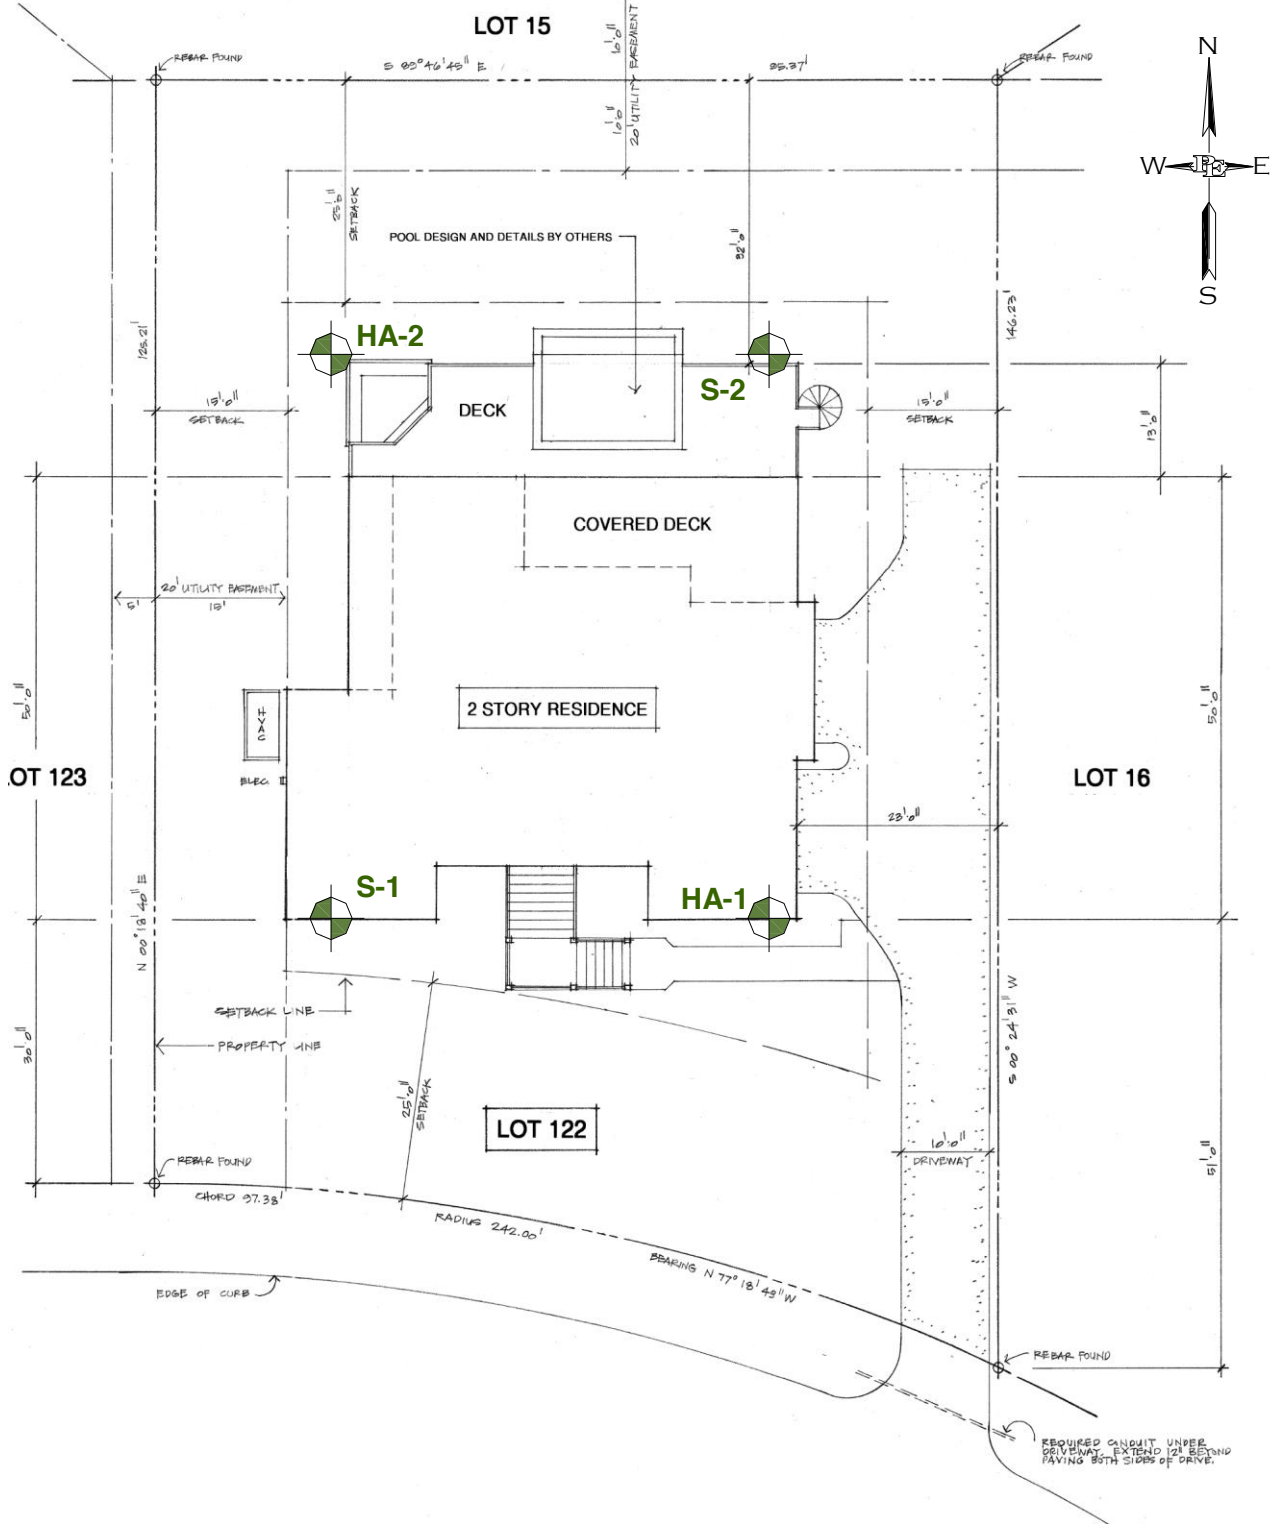 LOT 15
REBAR FOUND
S 89°46'45" E
10'.0"
10'.0"
20' UTILITY EASEMENT
95.37'
REBAR FOUND
N
W PE E
S
25'.0"
SETBACK
POOL DESIGN AND DETAILS BY OTHERS
32'.0"
125.21'
146.23'
HA-2
S-2
DECK
15'.0"
SETBACK
15'.0"
SETBACK
13'.0"
COVERED DECK
20' UTILITY EASEMENT
5'
15'
50'.0"
HVAC
2 STORY RESIDENCE
50'.0"
OT 123
ELEC.
LOT 16
23'.0"
S-1
HA-1
N 00°18'40" E
SETBACK LINE
PROPERTY LINE
30'.0"
S 00°24'31" W
25'.0"
SETBACK
LOT 122
10'.0"
DRIVEWAY
51'.0"
REBAR FOUND
CHORD 97.38'
RADIUS 242.00'
BEARING N 77°18'49" W
EDGE OF CURB
REBAR FOUND
REQUIRED CONDUIT UNDER
DRIVEWAY. EXTEND 12" BEYOND
PAVING BOTH SIDES OF DRIVE.